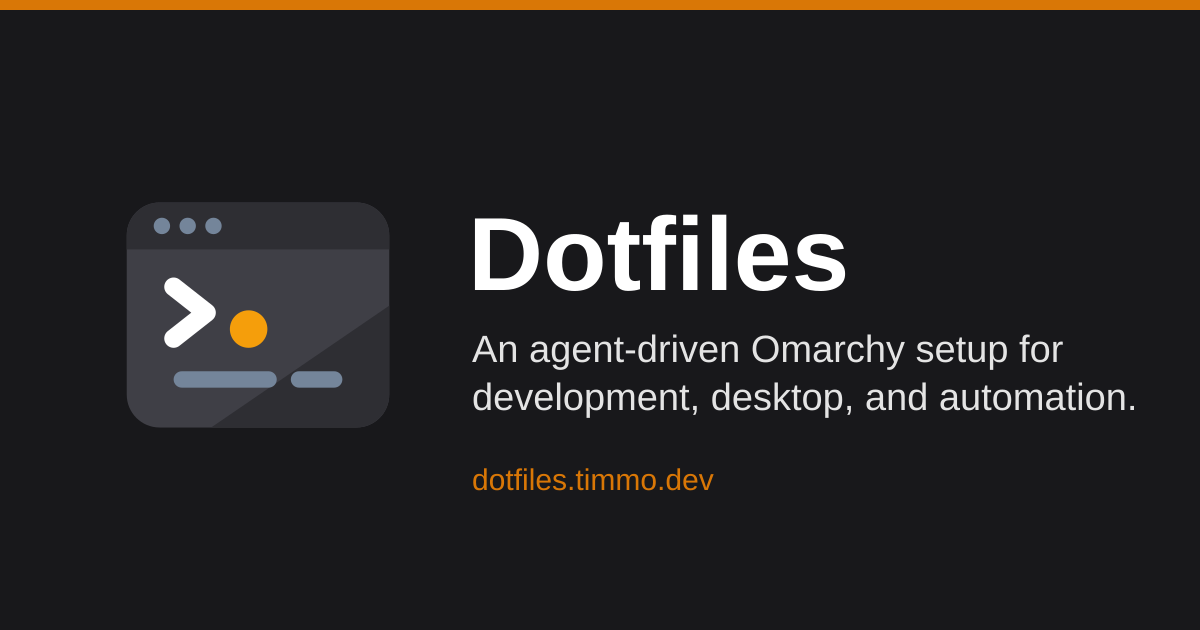 Dotfiles
An agent-driven Omarchy setup for
development, desktop, and automation.
dotfiles.timmo.dev